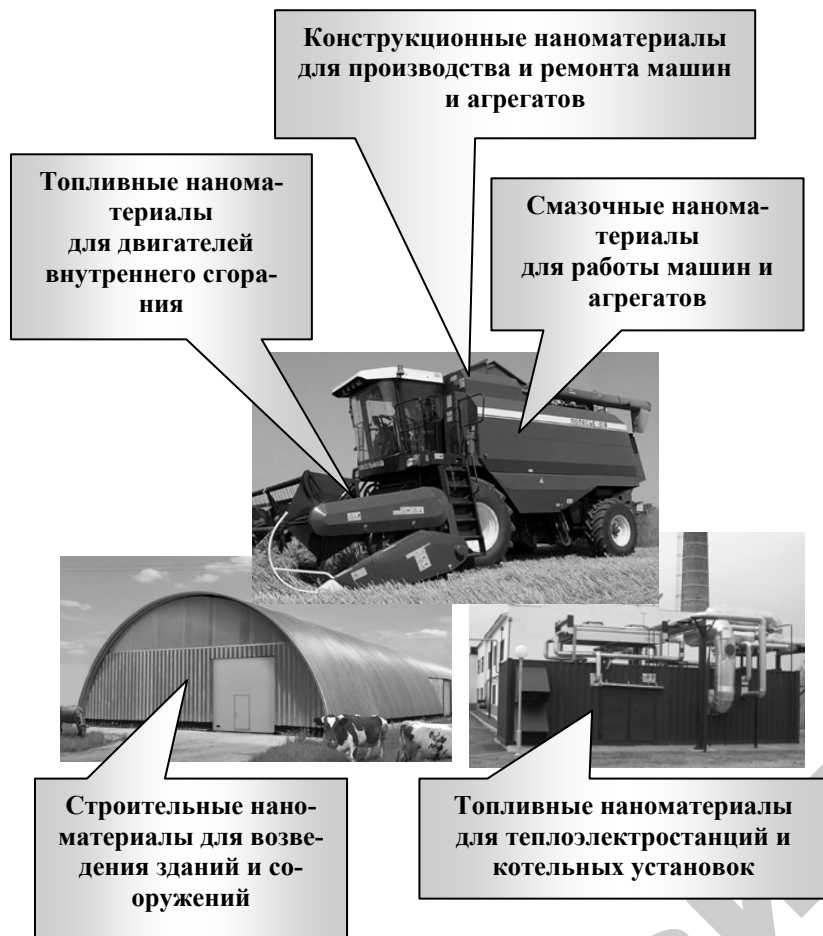 Конструкционные наноматериалы
для производства и ремонта машин
и агрегатов
Топливные нанома-
териалы
для двигателей
внутреннего сгора-
ния
Смазочные нанома-
териалы
для работы машин и
агрегатов
Строительные нано-
материалы для возве-
дения зданий и со-
оружений
Топливные наноматериалы
для теплоэлектростанций и
котельных установок